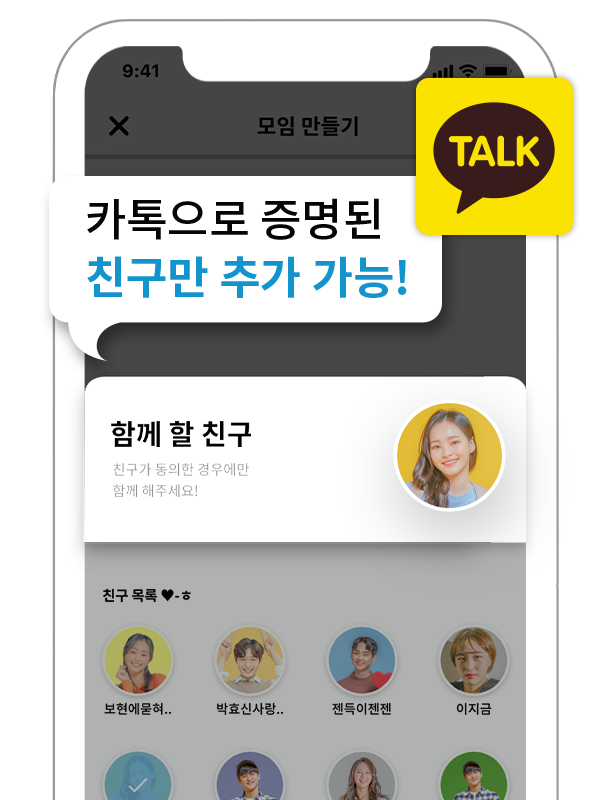 9:41
모임 만들기
TALK
카톡으로 증명된
친구만 추가 가능!
함께 할 친구
친구가 동의한 경우에만
함께 해주세요!
친구 목록 ♥-ㅎ
보현에묻혀..
박효신사랑..
젠득이젠젠
이지금